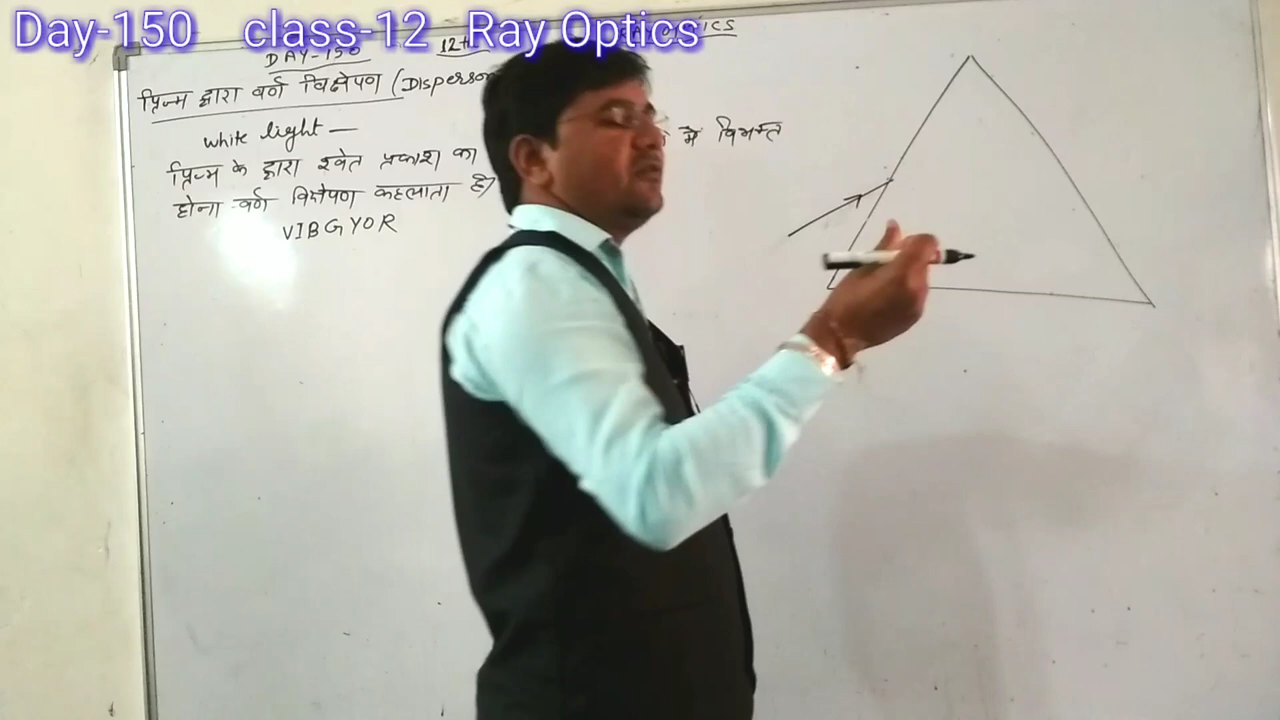 Day-150 class-12 Ray Optics
DAY-150 12th
प्रिज्म द्वारा वर्ण विक्षेपण (Disperson
White light —
प्रिज्म के द्वारा श्वेत प्रकाश का में विभक्त
होना वर्ण विक्षेपण कहलाता है)
VIBGYOR